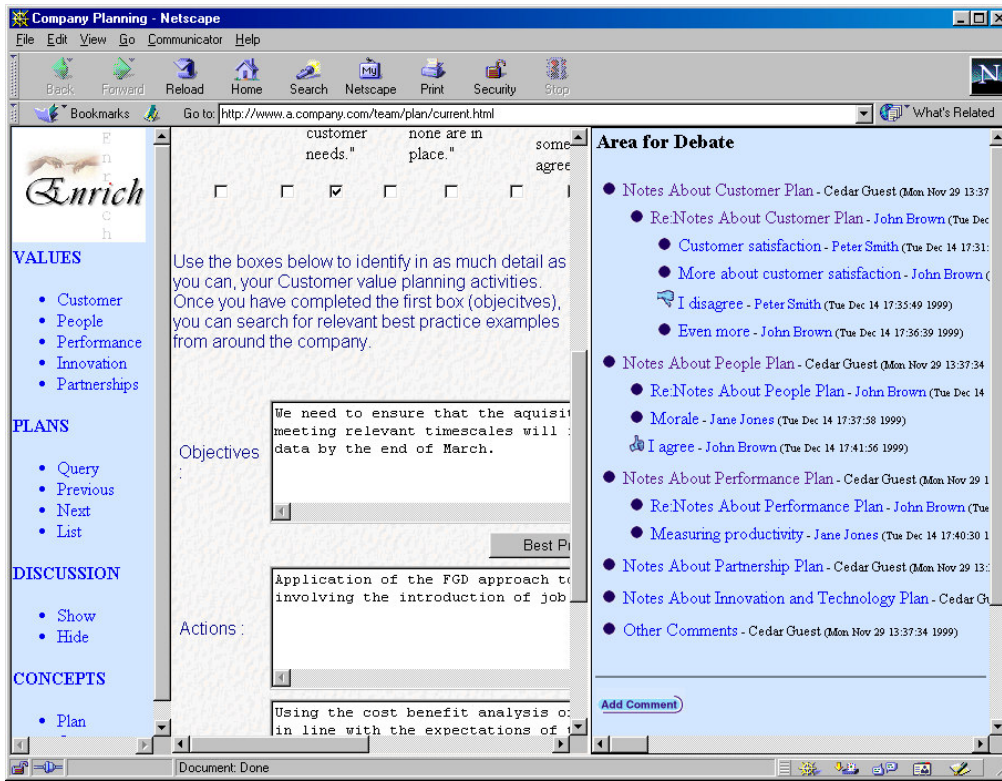 Company Planning - Netscape
File Edit View Go Communicator Help
Back Forward Reload Home Search Netscape Print Security Stop
My
N
Bookmarks Go to: http://www.a.company.com/team/plan/current.html What's Related
Enrich
Enrich
VALUES
Customer
People
Performance
Innovation
Partnerships
PLANS
Query
Previous
Next
List
DISCUSSION
Show
Hide
CONCEPTS
Plan
customer none are in
needs." place." some
agree
Use the boxes below to identify in as much detail as
you can, your Customer value planning activities.
Once you have completed the first box (objecitves),
you can search for relevant best practice examples
from around the company.
Objectives
:
We need to ensure that the aquisit
meeting relevant timescales will
data by the end of March.
Best P
Actions :
Application of the FGD approach to
involving the introduction of job
Using the cost benefit analysis o
in line with the expectations of
Area for Debate
Notes About Customer Plan - Cedar Guest (Mon Nov 29 13:37
Re:Notes About Customer Plan - John Brown (Tue Dec
Customer satisfaction - Peter Smith (Tue Dec 14 17:31:
More about customer satisfaction - John Brown (
I disagree - Peter Smith (Tue Dec 14 17:35:49 1999)
Even more - John Brown (Tue Dec 14 17:36:39 1999)
Notes About People Plan - Cedar Guest (Mon Nov 29 13:37:34
Re:Notes About People Plan - John Brown (Tue Dec 14
Morale - Jane Jones (Tue Dec 14 17:37:58 1999)
I agree - John Brown (Tue Dec 14 17:41:56 1999)
Notes About Performance Plan - Cedar Guest (Mon Nov 29 1
Re:Notes About Performance Plan - John Brown (Tue
Measuring productivity - Jane Jones (Tue Dec 14 17:40:30 1
Notes About Partnership Plan - Cedar Guest (Mon Nov 29 13:
Notes About Innovation and Technology Plan - Cedar G
Other Comments - Cedar Guest (Mon Nov 29 13:37:34 1999)
Add Comment
Document: Done